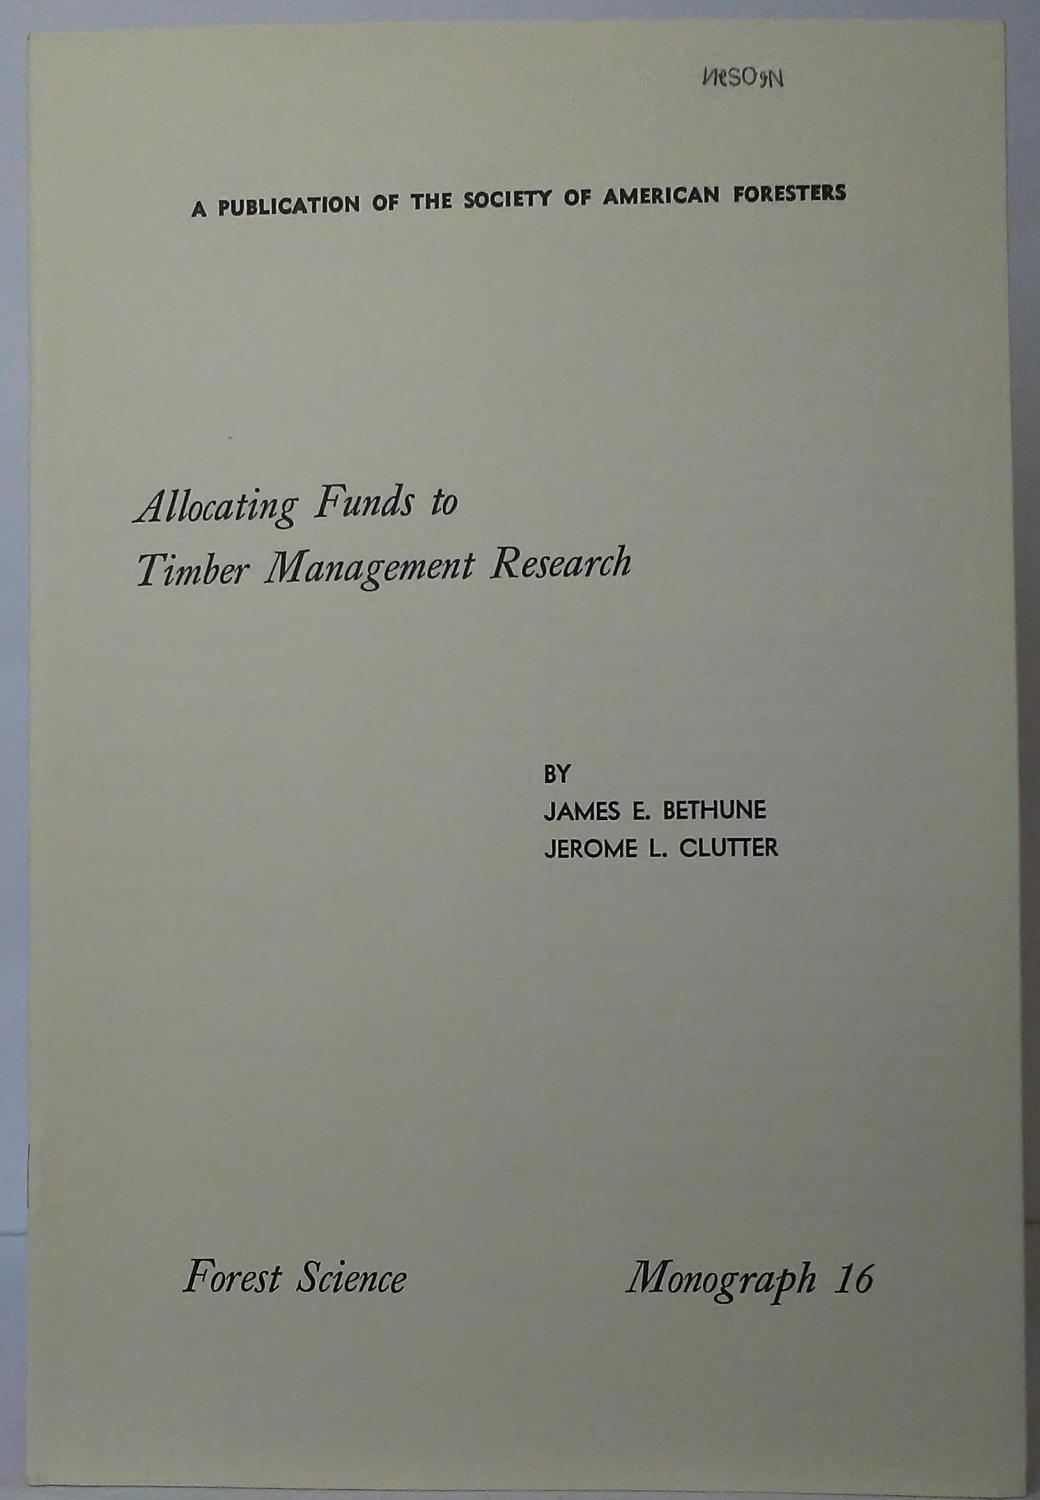 A PUBLICATION OF THE SOCIETY OF AMERICAN FORESTERS
Allocating Funds to
Timber Management Research
BY
JAMES E. BETHUNE
JEROME L. CLUTTER
Forest Science Monograph 16